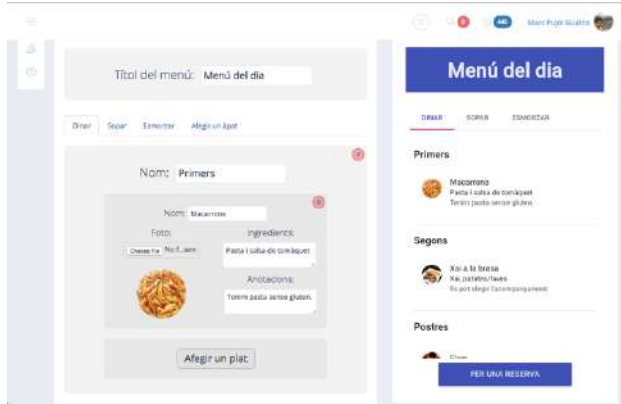 440
Títol del menú: Menú del dia
Dinar Sopar Esmorzar Afegir un àpat
Nom: Primers
Nom: Macarrons
Foto:
Choose File No f...sen
Ingredients:
Pasta i salsa de tomàquet
Anotacions:
Tenim pasta sense gluten.
Afegir un plat
Menú del dia
DINAR SOPAR ESMORZAR
Primers
Macarrons
Pasta i salsa de tomàquet
Tenim pasta sense gluten.
Segons
Xai a la brasa
Xai, patates/faves
Es pot elegir l'acompanyament
Postres
FER UNA RESERVA